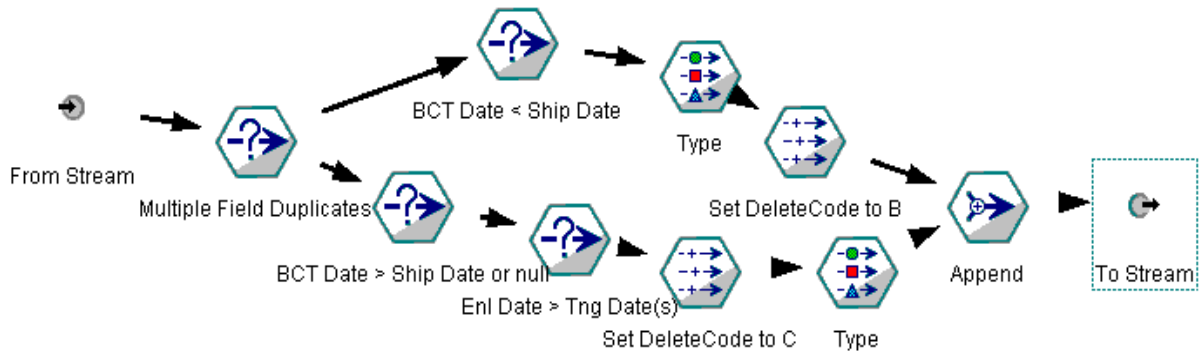 BCT Date < Ship Date
Type
From Stream
Multiple Field Duplicates
Set DeleteCode to B
BCT Date > Ship Date or null
Append
To Stream
Enl Date > Tng Date(s)
Set DeleteCode to C
Type